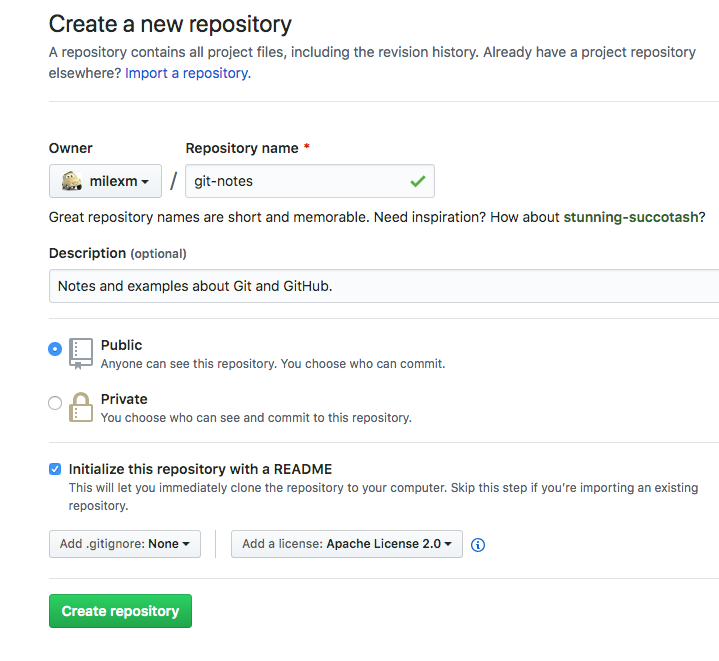 Create a new repository
A repository contains all project files, including the revision history. Already have a project repository
elsewhere? Import a repository.
Owner Repository name *
milexm / git-notes
Great repository names are short and memorable. Need inspiration? How about stunning-succotash?
Description (optional)
Notes and examples about Git and GitHub.
Public
Anyone can see this repository. You choose who can commit.
Private
You choose who can see and commit to this repository.
Initialize this repository with a README
This will let you immediately clone the repository to your computer. Skip this step if you’re importing an existing
repository.
Add .gitignore: None Add a license: Apache License 2.0
Create repository